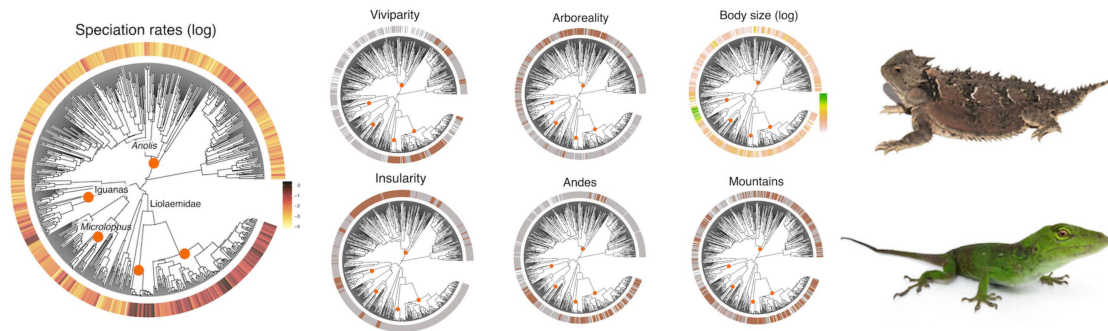 Speciation rates (log)
Anolis
Iguanas
Liolaemidae
Microlophus
0
−1
−2
−3
−4
Viviparity
Arboreality
Body size (log)
Insularity
Andes
Mountains